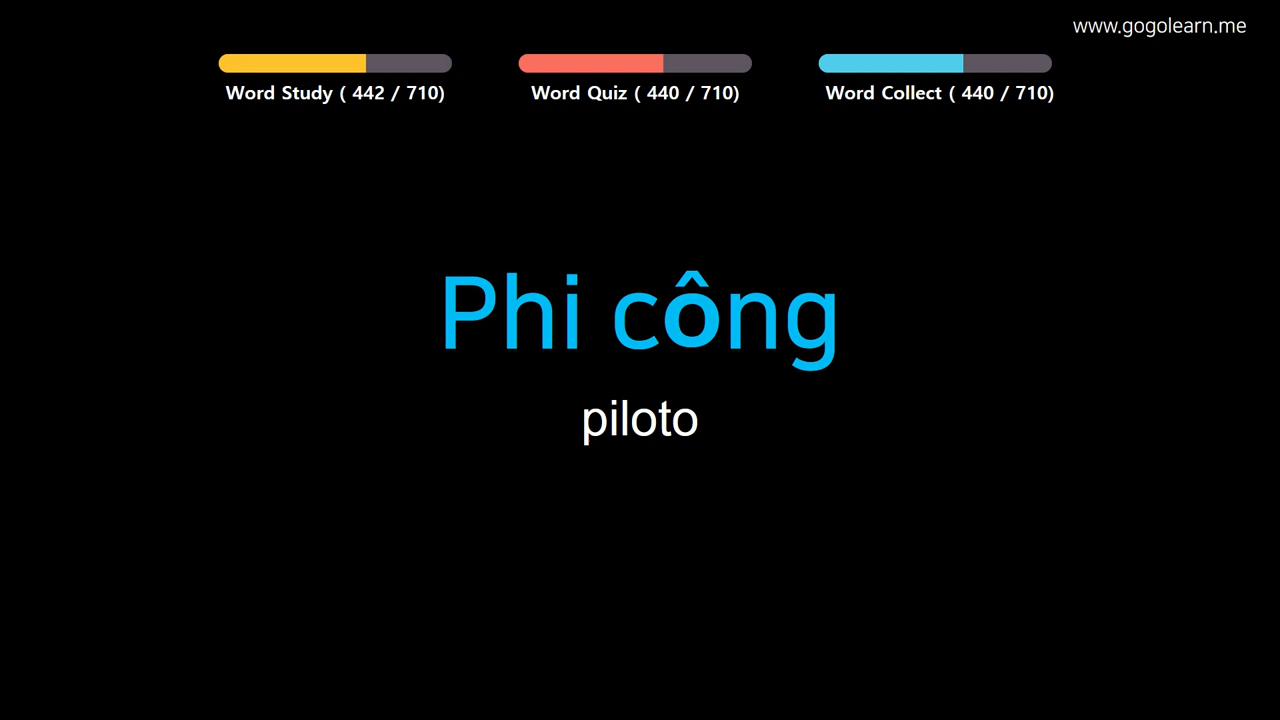 www.gogolearn.me
Word Study ( 442 / 710)
Word Quiz ( 440 / 710)
Word Collect ( 440 / 710)
Phi công
piloto